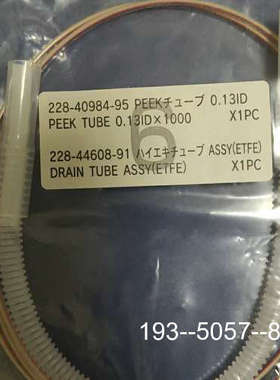 228-40984-95 PEEKチューブ 0.13ID
PEEK TUBE 0.13ID×1000 X1PC
6
228-44608-91 ハイエキチューブ ASSY(ETFE)
DRAIN TUBE ASSY(ETFE) X1PC
193--5057--8